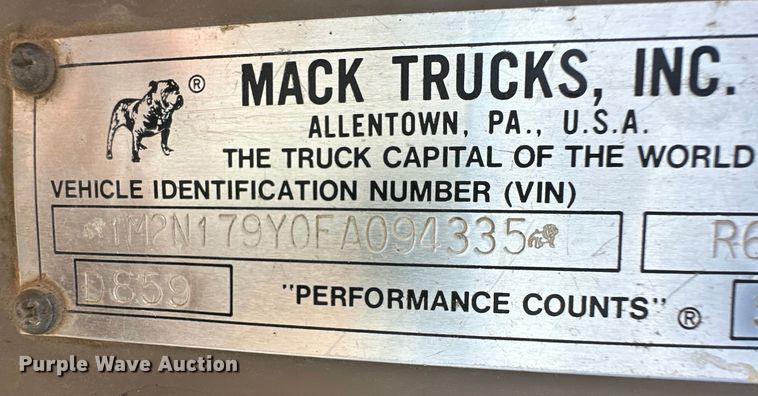 ®
MACK TRUCKS, INC.
ALLENTOWN, PA., U.S.A.
THE TRUCK CAPITAL OF THE WORLD
VEHICLE IDENTIFICATION NUMBER (VIN)
1M2N179Y0FA094335 R6
D859 "PERFORMANCE COUNTS" ®
Purple Wave Auction